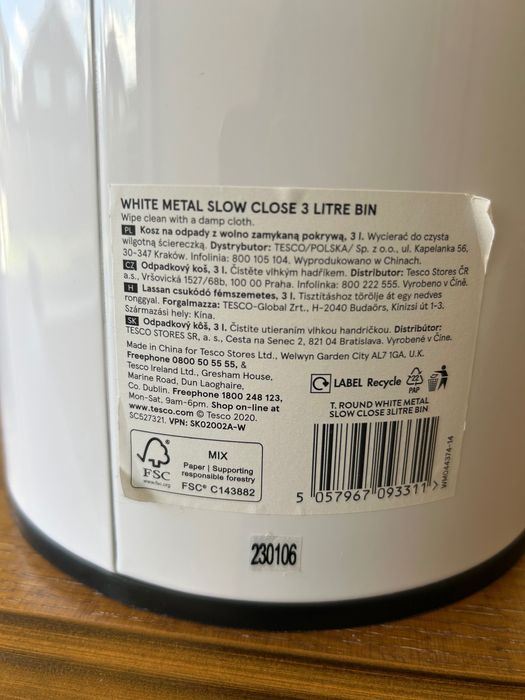 WHITE METAL SLOW CLOSE 3 LITRE BIN
Wipe clean with a damp cloth.
PL Kosz na odpady z wolno zamykaną pokrywą, 3 l. Wycierać do czysta
wilgotną ściereczką. Dystrybutor: TESCO/POLSKA/ Sp. z o.o., ul. Kapelanka 56,
30-347 Kraków. Infolinia: 800 105 104. Wyprodukowano w Chinach.
CZ Odpadkový koš, 3 l. Čistěte vlhkým hadříkem. Distributor: Tesco Stores ČR
a.s., Vršovická 1527/68b, 100 00 Praha. Infolinka: 800 222 555. Vyrobeno v Číně.
H Lassan csukódó fémszemetes, 3 l. Tisztításhoz törölje át egy nedves
ronggyal. Forgalmazza: TESCO-Global Zrt., H-2040 Budaörs, Kinizsi út 1-3.
Származási hely: Kína.
SK Odpadkový kôš, 3 l. Čistite utieraním vlhkou handričkou. Distribútor:
TESCO STORES SR, a. s., Cesta na Senec 2, 821 04 Bratislava. Vyrobené v Číne.
Made in China for Tesco Stores Ltd., Welwyn Garden City AL7 1GA, U.K.
Freephone 0800 50 55 55, &
Tesco Ireland Ltd., Gresham House,
Marine Road, Dun Laoghaire,
Co. Dublin. Freephone 1800 248 123,
Mon-Sat, 9am-6pm. Shop on-line at
www.tesco.com © Tesco 2020.
SC527321. VPN: SK02002A-W
LABEL Recycle
22
PAP
T. ROUND WHITE METAL
SLOW CLOSE 3LITRE BIN
5 057967 093311 >
WM044374-14
FSC
www.fsc.org
MIX
Paper | Supporting
responsible forestry
FSC® C143882
230106